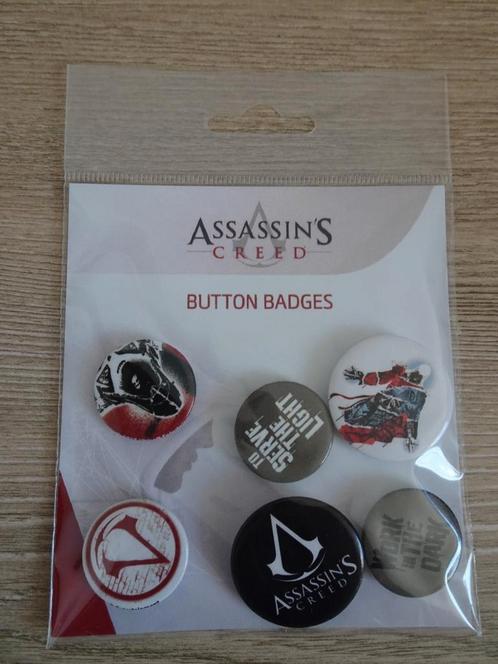 ASSASSIN'S
CREED
BUTTON BADGES
TO
SERVE
THE
LIGHT
ASSASSIN'S
CREED
WORK
IN THE
DARK